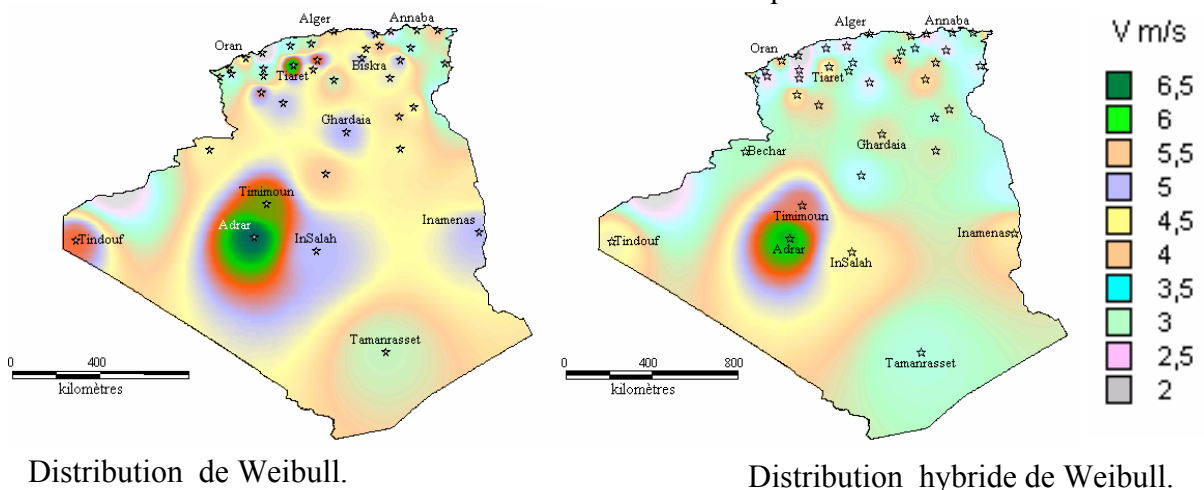 Alger
Annaba
Oran
Tiaret
Biskra
Ghardaia
Timimoun
Adrar
Tindouf
InSalah
Inamenas
Tamanrasset
0 400
kilomètres
Distribution de Weibull.
Alger
Annaba
Oran
Tiaret
Bechar
Ghardaia
Timimoun
Adrar
Tindouf
InSalah
Inamenas
Tamanrasset
0 400 800
kilomètres
Distribution hybride de Weibull.
V m/s
6,5
6
5,5
5
4,5
4
3,5
3
2,5
2